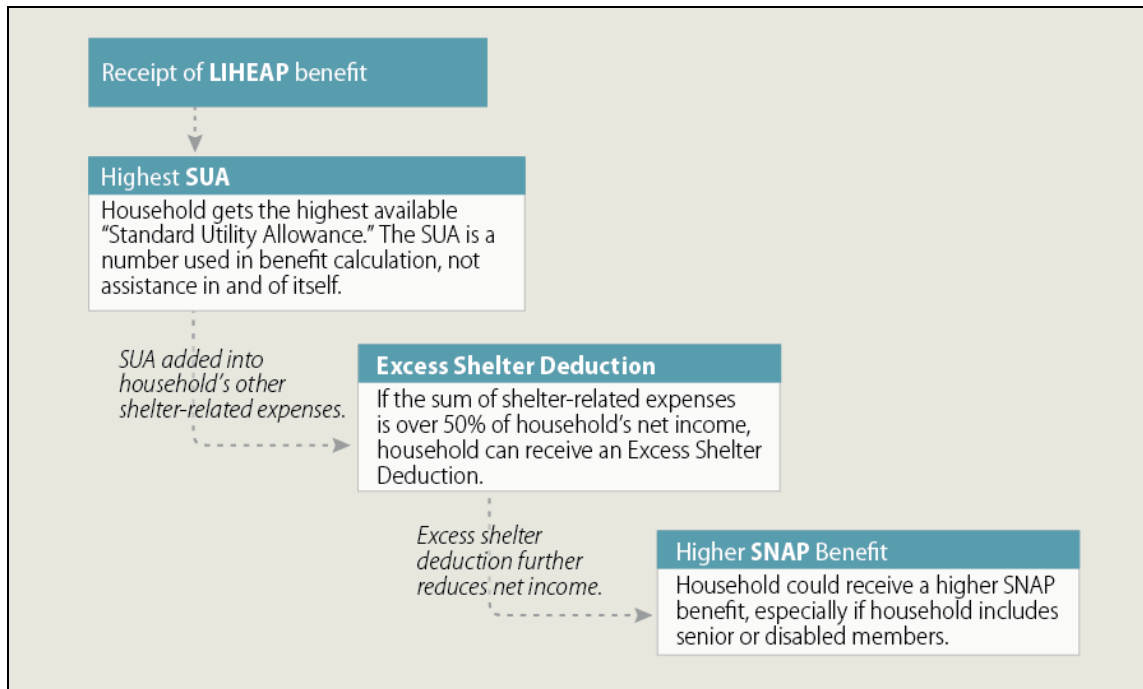 Receipt of LIHEAP benefit
Highest SUA
Household gets the highest available
“Standard Utility Allowance.” The SUA is a
number used in benefit calculation, not
assistance in and of itself.
SUA added into
household’s other
shelter-related expenses.
Excess Shelter Deduction
If the sum of shelter-related expenses
is over 50% of household’s net income,
household can receive an Excess Shelter
Deduction.
Excess shelter
deduction further
reduces net income.
Higher SNAP Benefit
Household could receive a higher SNAP
benefit, especially if household includes
senior or disabled members.